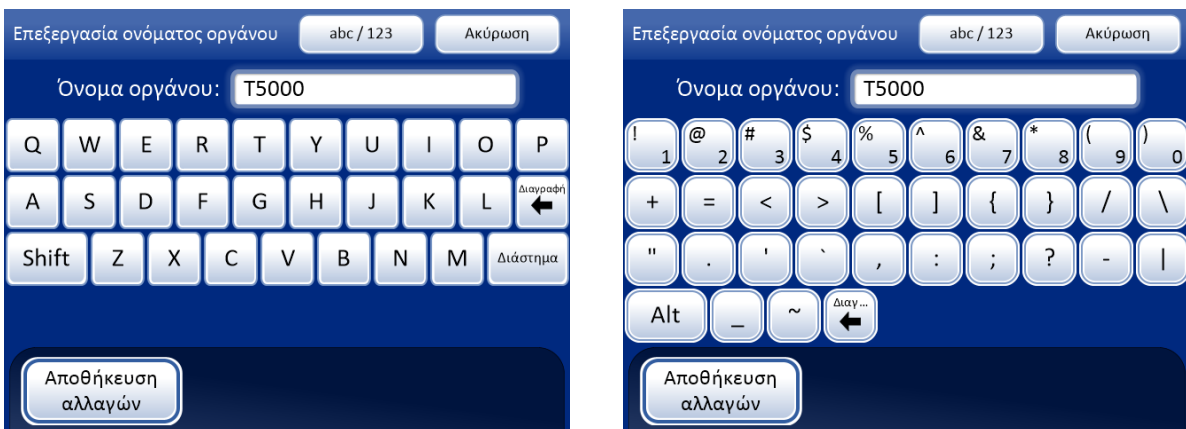 Επεξεργασία ονόματος οργάνου abc / 123 Ακύρωση
Όνομα οργάνου: T5000
Q W E R T Y U I O P
A S D F G H J K L Διαγραφή
Shift Z X C V B N M Διάστημα
Αποθήκευση
αλλαγών
Επεξεργασία ονόματος οργάνου abc / 123 Ακύρωση
Όνομα οργάνου: T5000
! 1 @ 2 # 3 $ 4 % 5 ^ 6 & 7 * 8 ( 9 ) 0
+ = < > [ ] { } / \
" . ' ` , : ; ? - |
Alt _ ~ Διαγ...
Αποθήκευση
αλλαγών